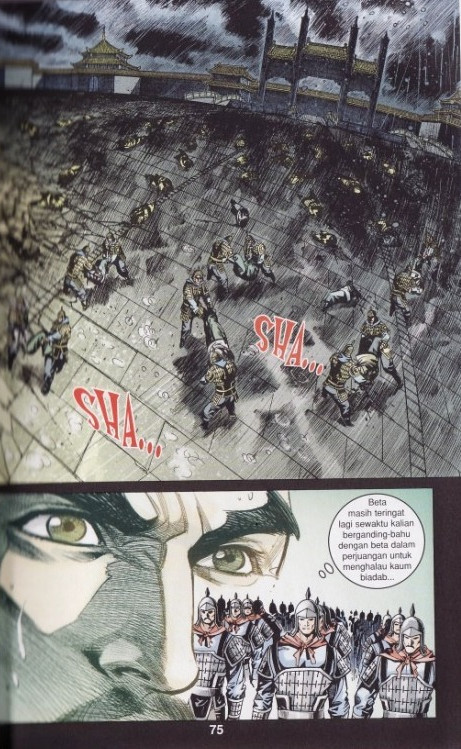 SHA...
SHA...
Beta
masih teringat
lagi sewaktu kalian
berganding-bahu
dengan beta dalam
perjuangan untuk
menghalau kaum
biadab...
75